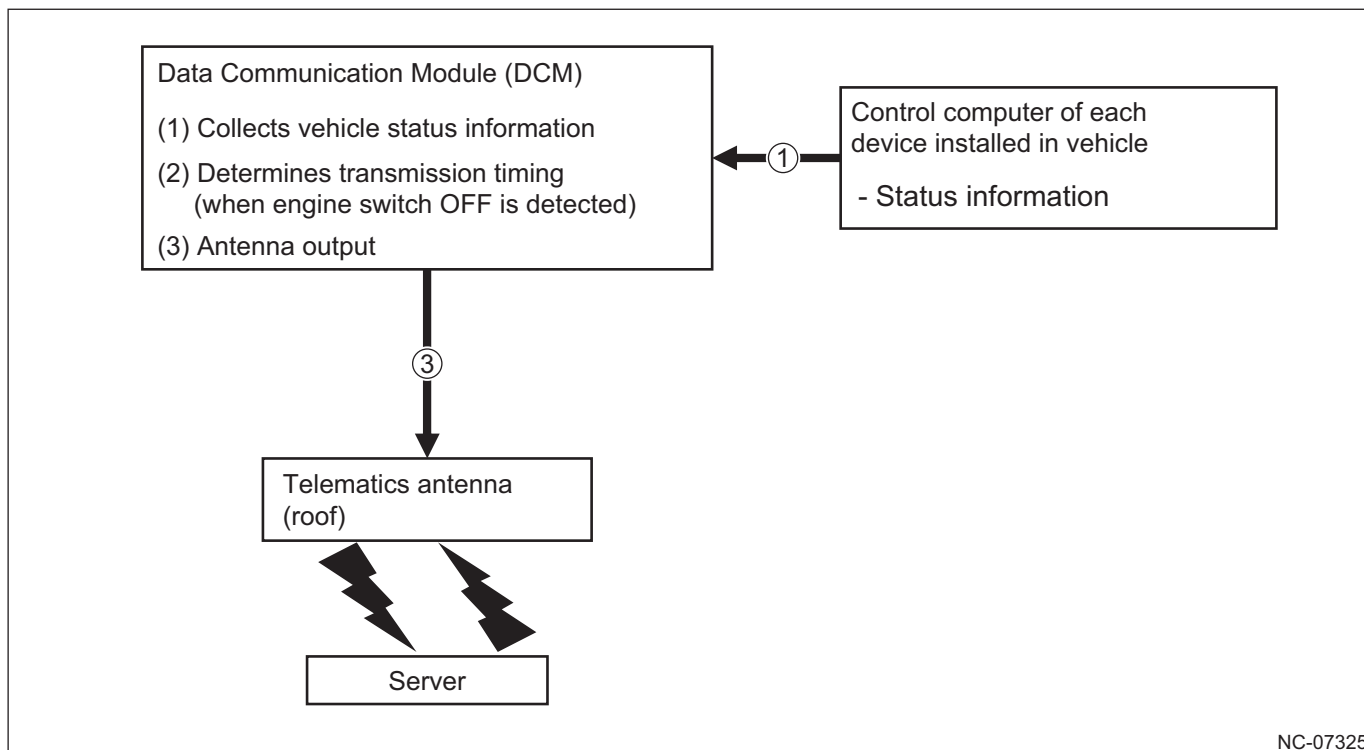 Data Communication Module (DCM)
(1) Collects vehicle status information
(2) Determines transmission timing
(when engine switch OFF is detected)
(3) Antenna output
1
Control computer of each
device installed in vehicle
- Status information
3
Telematics antenna
(roof)
Server
NC-07325